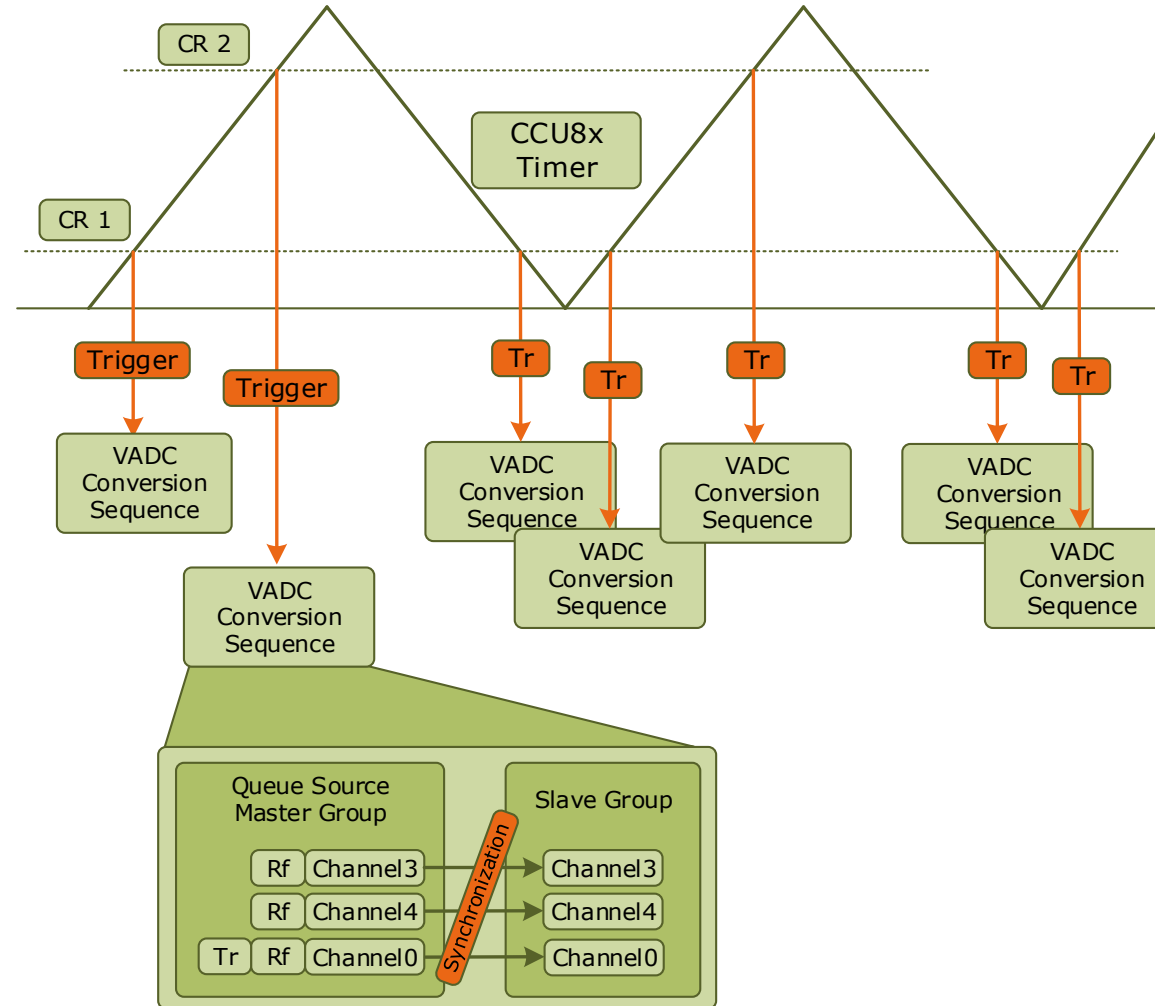 CR 2
CCU8x
Timer
CR 1
Trigger
Trigger
Tr
Tr
Tr
Tr
Tr
VADC
Conversion
Sequence
VADC
Conversion
Sequence
VADC
Conversion
Sequence
VADC
Conversion
Sequence
VADC
Conversion
Sequence
VADC
Conversion
Sequence
VADC
Conversion
Sequence
Queue Source
Master Group
Slave Group
Synchronization
Rf Channel3 Channel3
Rf Channel4 Channel4
Tr Rf Channel0 Channel0